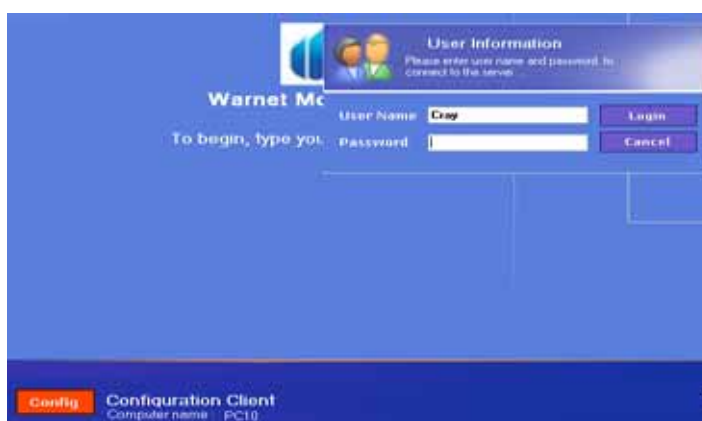 User Information
Please enter user name and password to
connect to the server
Warnet Mo
User Name Cray Login
To begin, type you
Password Cancel
Config
Configuration Client
Computer name : PC10